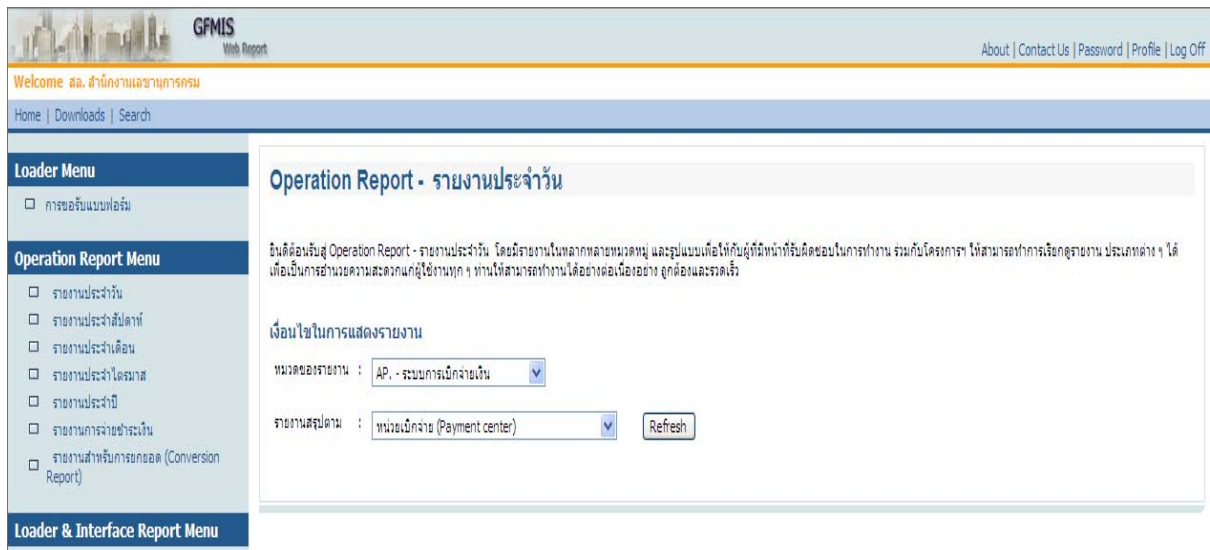 GFMIS
Web Report
About | Contact Us | Password | Profile | Log Off
Welcome สล. สำนักงานเลขานุการกรม
Home | Downloads | Search
Loader Menu
การขอรับแบบฟอร์ม
Operation Report Menu
รายงานประจำวัน
รายงานประจำสัปดาห์
รายงานประจำเดือน
รายงานประจำไตรมาส
รายงานประจำปี
รายงานการจ่ายชำระเงิน
รายงานสำหรับการยกยอด (Conversion
Report)
Loader & Interface Report Menu
Operation Report - รายงานประจำวัน
ยินดีต้อนรับสู่ Operation Report - รายงานประจำวัน โดยมีรายงานในหลากหลายหมวดหมู่ และรูปแบบเพื่อให้กับผู้ที่มีหน้าที่รับผิดชอบในการทำงาน ร่วมกับโครงการฯ ให้สามารถทำการเรียกดูรายงาน ประเภทต่าง ๆ ได้
เพื่อเป็นการอำนวยความสะดวกแก่ผู้ใช้งานทุก ๆ ท่านให้สามารถทำงานได้อย่างต่อเนื่องอย่าง ถูกต้องและรวดเร็ว
เงื่อนไขในการแสดงรายงาน
หมวดของรายงาน : AP. - ระบบการเบิกจ่ายเงิน
รายงานสรุปตาม : หน่วยเบิกจ่าย (Payment center) Refresh